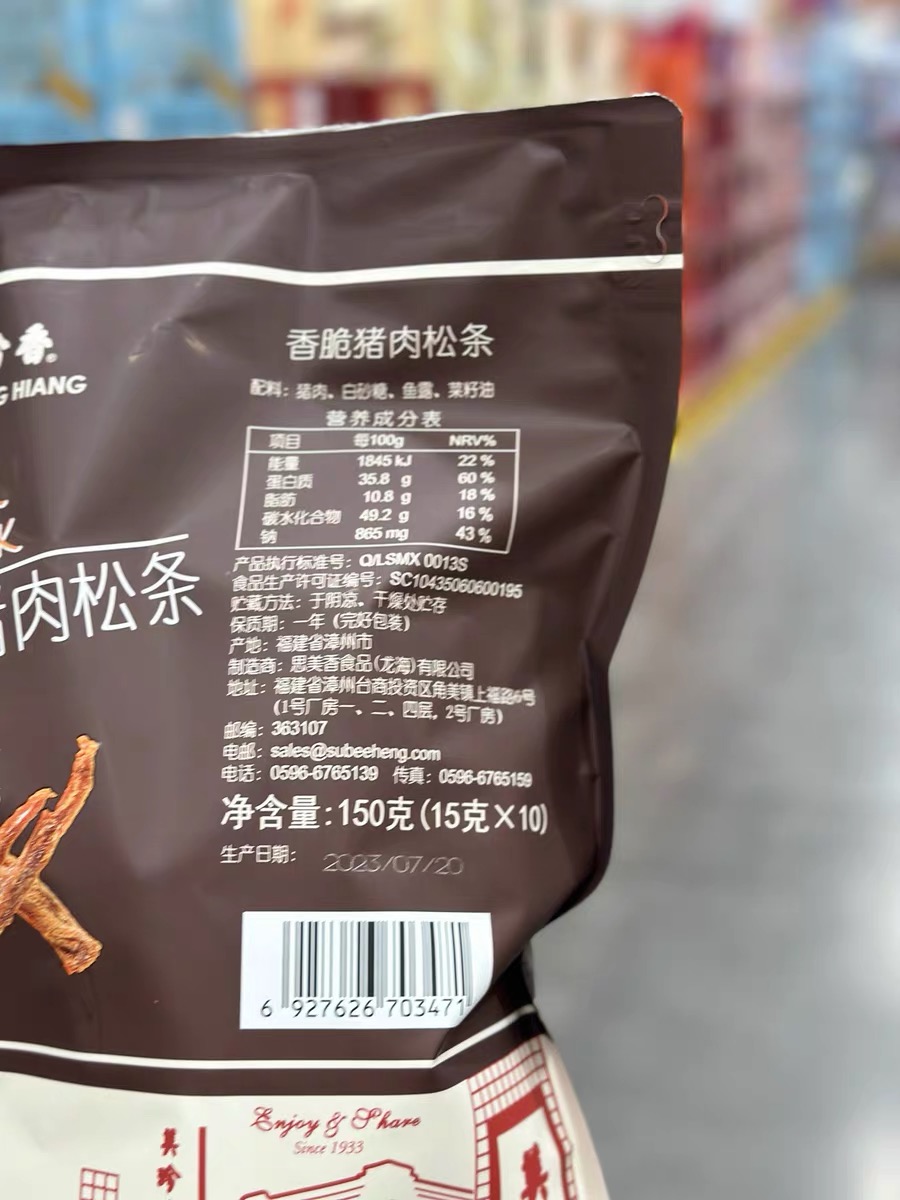 香
HIANG
肉松条
香脆猪肉松条
配料：猪肉、白砂糖、鱼露、菜籽油
营养成分表
项目 每100g NRV%
能量 1845 kJ 22 %
蛋白质 35.8 g 60 %
脂肪 10.8 g 18 %
碳水化合物 49.2 g 16 %
钠 865 mg 43 %
产品执行标准号：Q/LSMX 0013S
食品生产许可证编号：SC10435060600195
贮藏方法：于阴凉、干燥处贮存
保质期：一年（完好包装）
产地：福建省漳州市
制造商：思美香食品(龙海)有限公司
地址：福建省漳州台商投资区角美镇上福路6号
(1号厂房一、二、四层，2号厂房)
邮编：363107
电邮：sales@subeeheng.com
电话：0596-6765139 传真：0596-6765159
净含量：150克(15克×10)
生产日期： 2023/07/20
6 927626 703471
Enjoy & Share
Since 1933
美珍
美